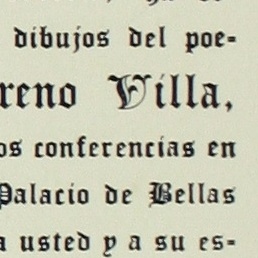 dibujos del poe-
reno Villa,
os conferencias en
Palacio de Bellas
a usted y a su es-